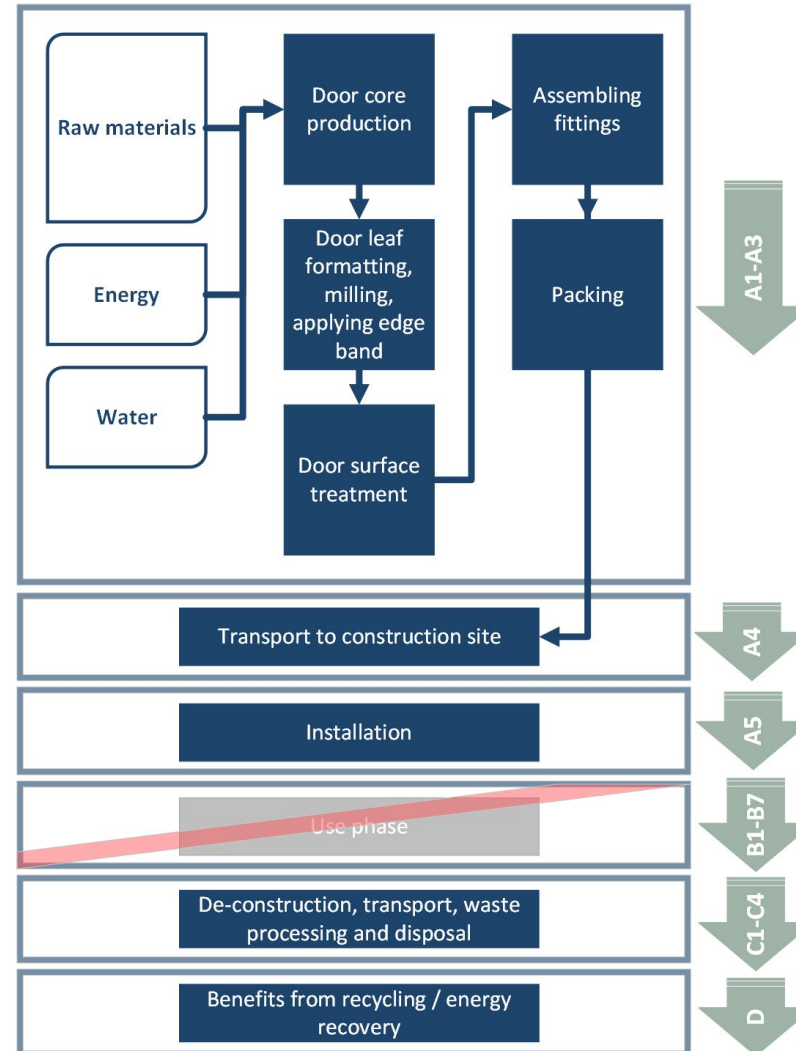 Raw materials
Energy
Water
Door core
production
Door leaf
formatting,
milling,
applying edge
band
Door surface
treatment
Assembling
fittings
Packing
A1-A3
Transport to construction site
A4
Installation
A5
Use phase
B1-B7
De-construction, transport, waste
processing and disposal
C1-C4
Benefits from recycling / energy
recovery
D